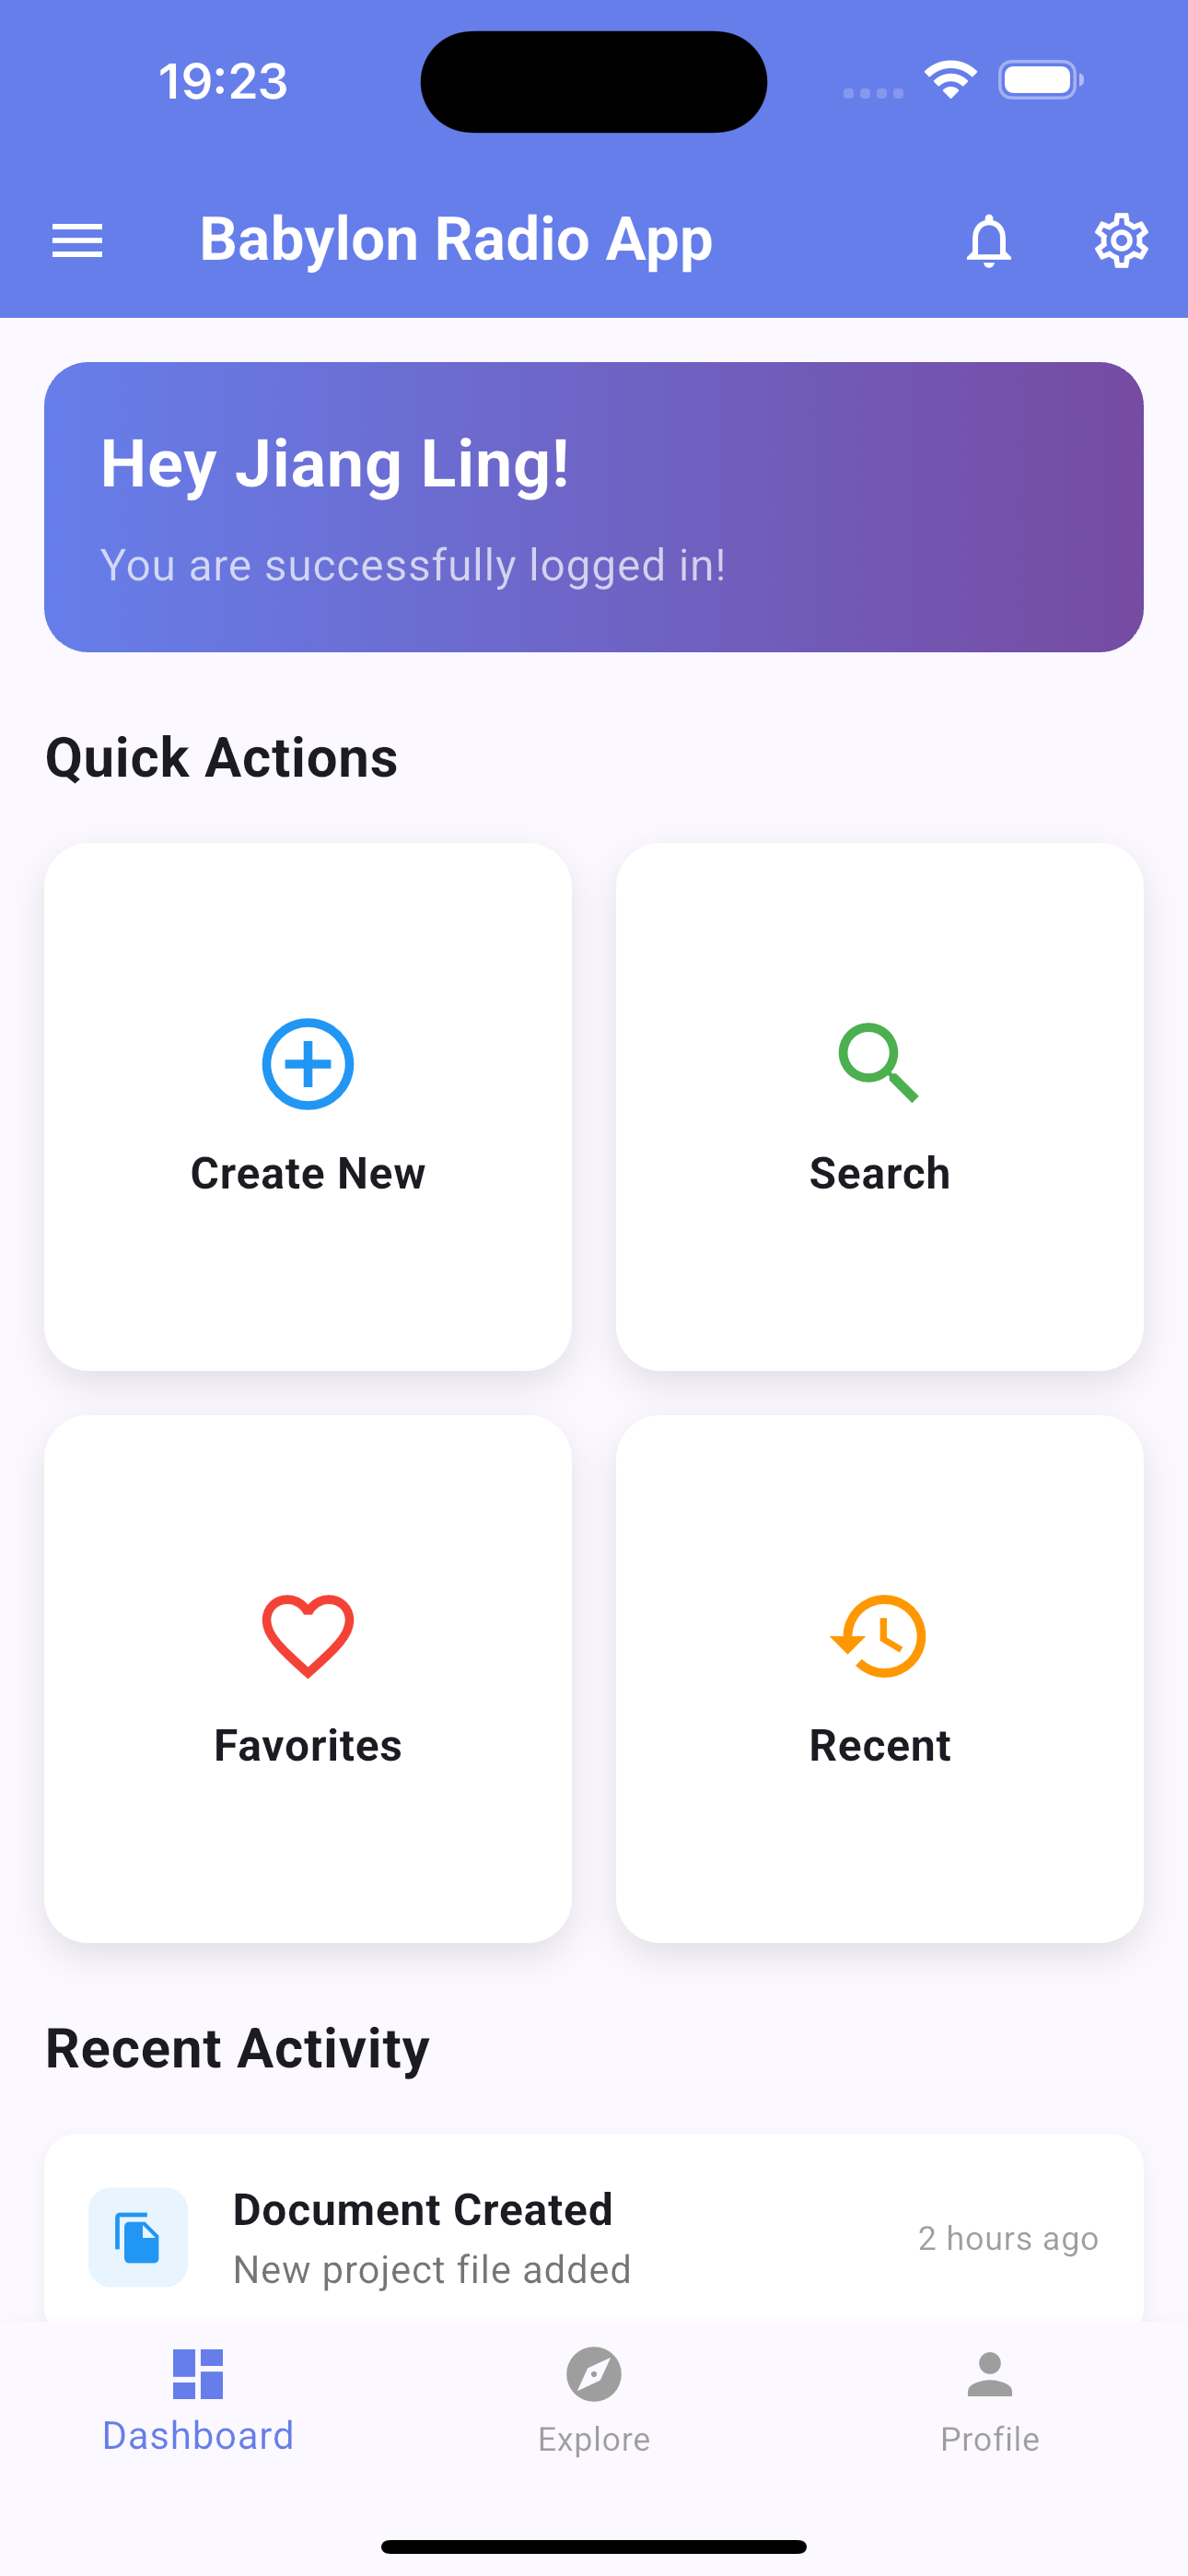 19:23
Babylon Radio App
Hey Jiang Ling!
You are successfully logged in!
Quick Actions
Create New
Search
Favorites
Recent
Recent Activity
Document Created
New project file added
2 hours ago
Dashboard
Explore
Profile